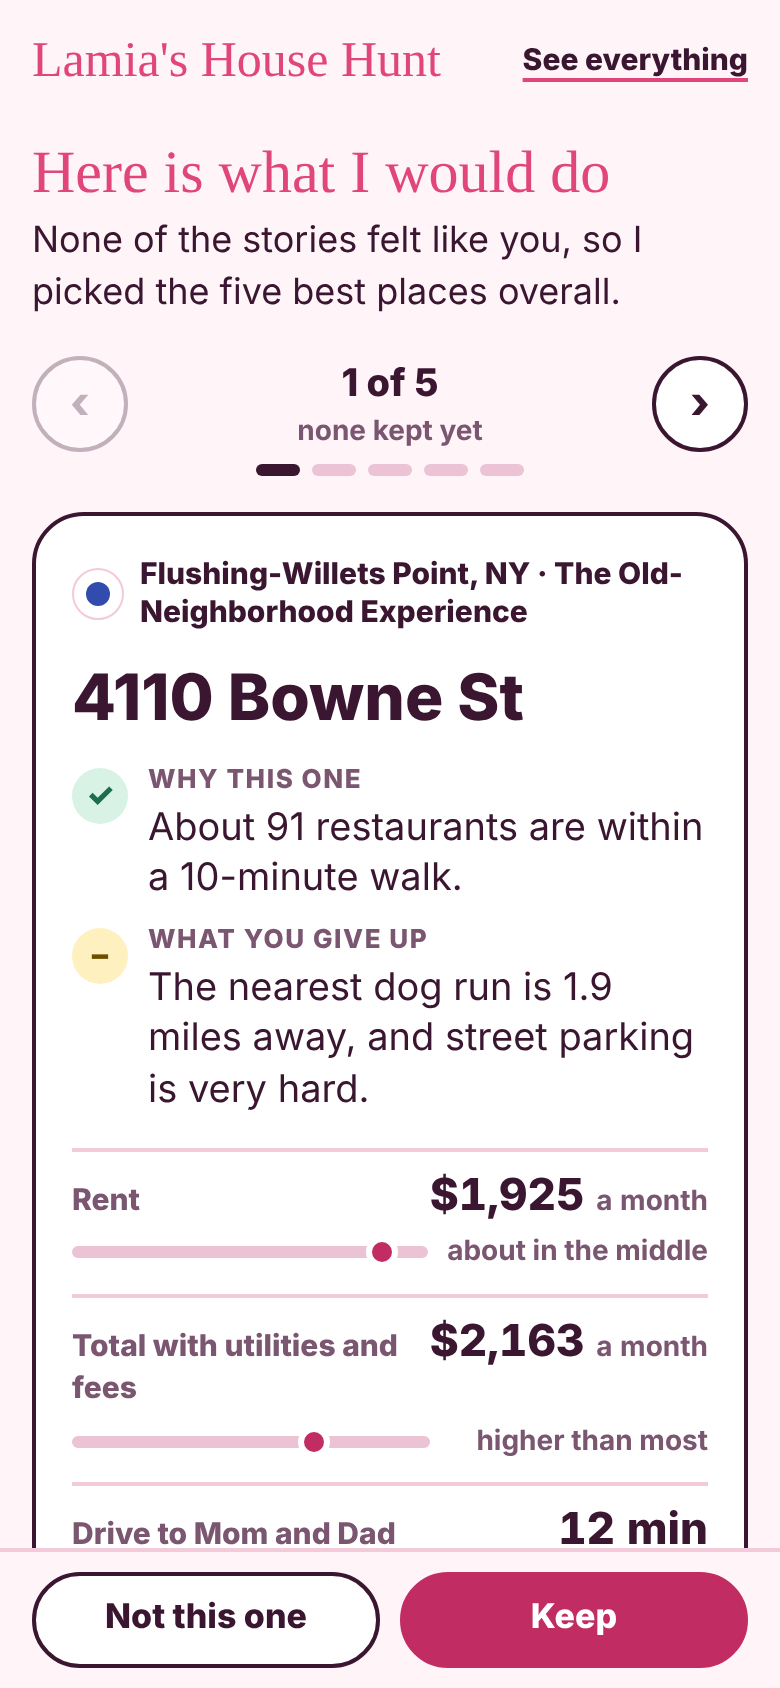 Lamia's House Hunt
See everything
Here is what I would do
None of the stories felt like you, so I
picked the five best places overall.
‹
1 of 5
›
none kept yet
Flushing-Willets Point, NY · The Old-
Neighborhood Experience
4110 Bowne St
WHY THIS ONE
About 91 restaurants are within
a 10-minute walk.
WHAT YOU GIVE UP
The nearest dog run is 1.9
miles away, and street parking
is very hard.
Rent
$1,925 a month
about in the middle
Total with utilities and
fees
$2,163 a month
higher than most
Drive to Mom and Dad
12 min
Not this one
Keep